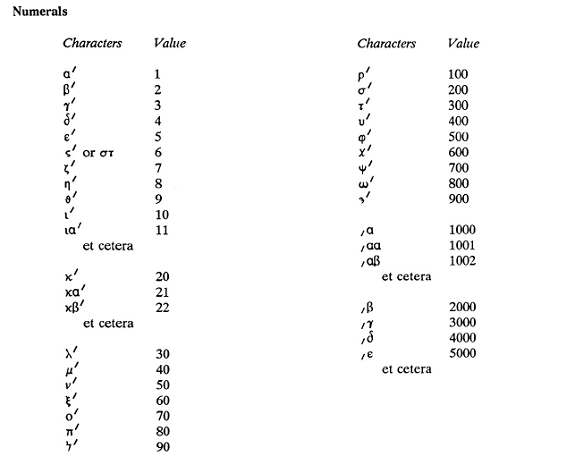 Numerals
Characters Value
α′ 1
β′ 2
γ′ 3
δ′ 4
ε′ 5
ς′ or στ 6
ζ′ 7
η′ 8
θ′ 9
ι′ 10
ια′ 11
et cetera
κ′ 20
κα′ 21
κβ′ 22
et cetera
λ′ 30
μ′ 40
ν′ 50
ξ′ 60
ο′ 70
π′ 80
ϟ′ 90
Characters Value
ρ′ 100
σ′ 200
τ′ 300
υ′ 400
φ′ 500
χ′ 600
ψ′ 700
ω′ 800
ϡ′ 900
͵α 1000
͵αα 1001
͵αβ 1002
et cetera
͵β 2000
͵γ 3000
͵δ 4000
͵ε 5000
et cetera